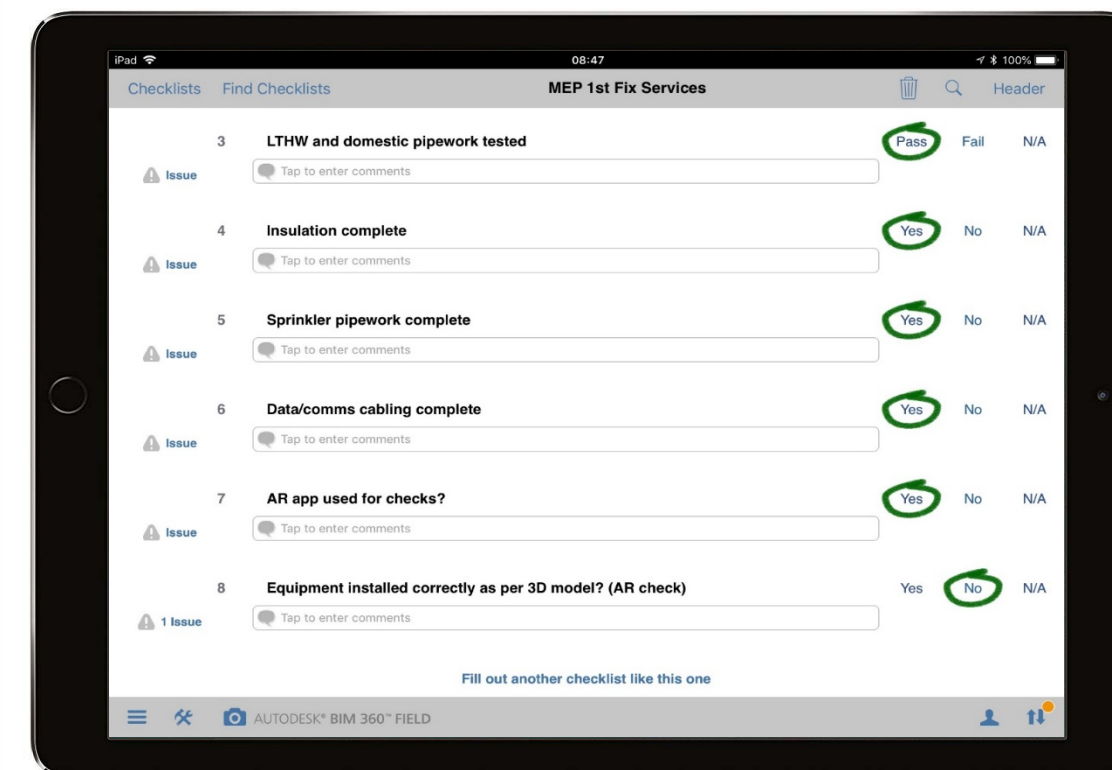 iPad 08:47 100%
Checklists Find Checklists MEP 1st Fix Services Header
3 LTHW and domestic pipework tested Pass Fail N/A
Issue Tap to enter comments
4 Insulation complete Yes No N/A
Issue Tap to enter comments
5 Sprinkler pipework complete Yes No N/A
Issue Tap to enter comments
6 Data/comms cabling complete Yes No N/A
Issue Tap to enter comments
7 AR app used for checks? Yes No N/A
Issue Tap to enter comments
8 Equipment installed correctly as per 3D model? (AR check) Yes No N/A
1 Issue Tap to enter comments
Fill out another checklist like this one
AUTODESK® BIM 360™ FIELD